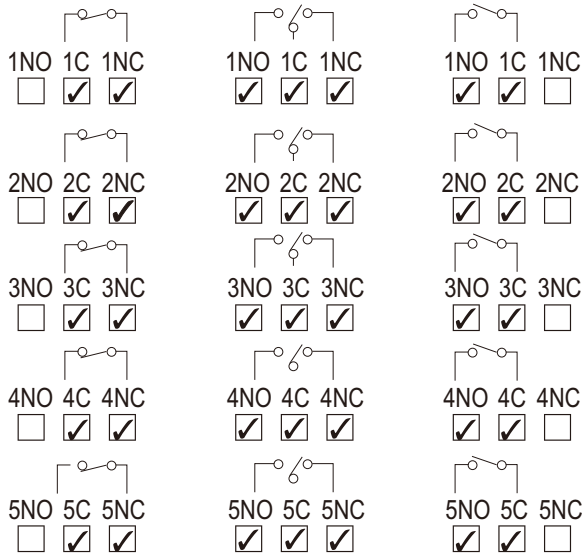 1NO 1C 1NC 1NO 1C 1NC 1NO 1C 1NC
2NO 2C 2NC 2NO 2C 2NC 2NO 2C 2NC
3NO 3C 3NC 3NO 3C 3NC 3NO 3C 3NC
4NO 4C 4NC 4NO 4C 4NC 4NO 4C 4NC
5NO 5C 5NC 5NO 5C 5NC 5NO 5C 5NC